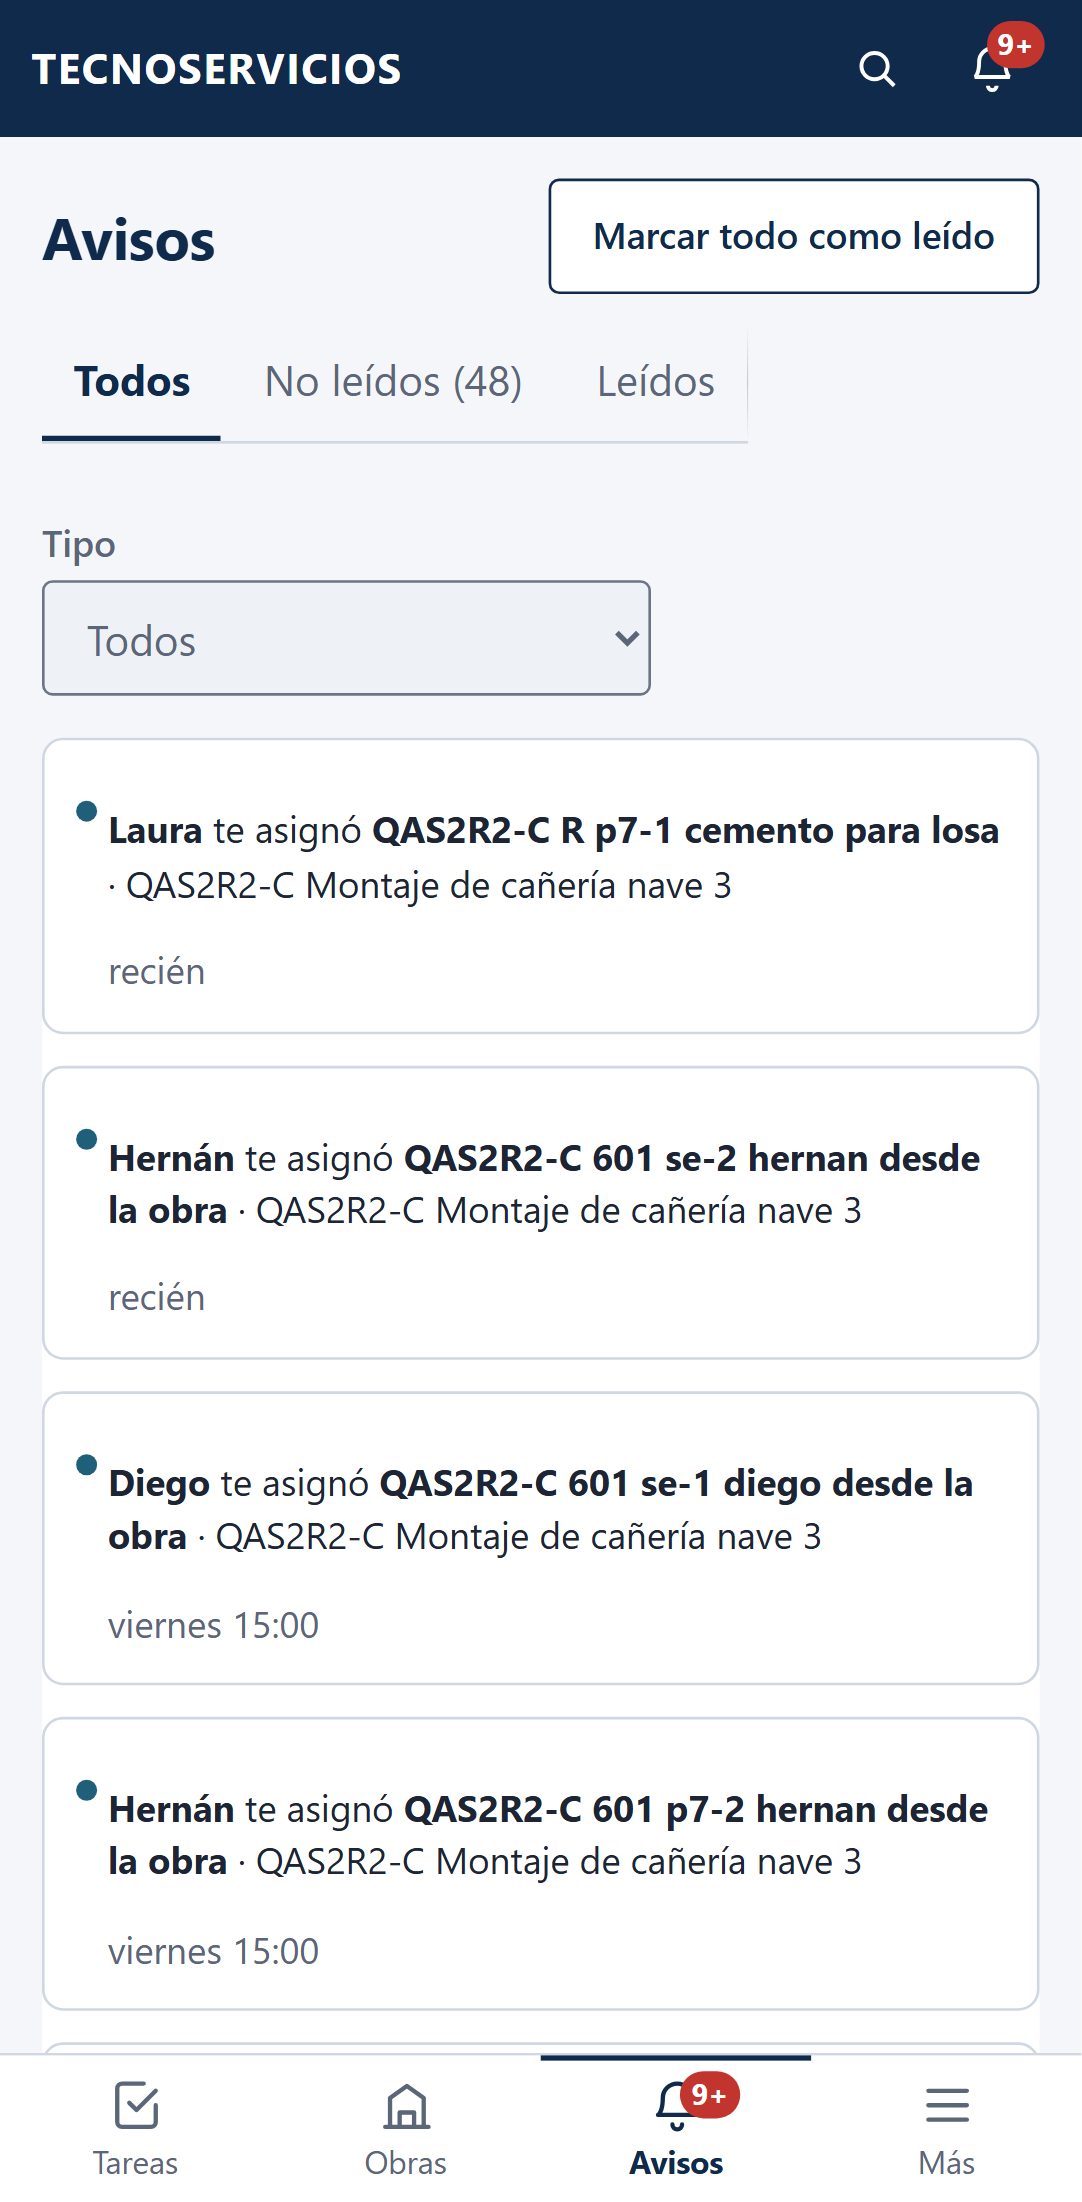 TECNOSERVICIOS
9+
Avisos
Marcar todo como leído
Todos
No leídos (48)
Leídos
Tipo
Todos
Laura te asignó QAS2R2-C R p7-1 cemento para losa
· QAS2R2-C Montaje de cañería nave 3
recién
Hernán te asignó QAS2R2-C 601 se-2 hernan desde
la obra · QAS2R2-C Montaje de cañería nave 3
recién
Diego te asignó QAS2R2-C 601 se-1 diego desde la
obra · QAS2R2-C Montaje de cañería nave 3
viernes 15:00
Hernán te asignó QAS2R2-C 601 p7-2 hernan desde
la obra · QAS2R2-C Montaje de cañería nave 3
viernes 15:00
9+
Tareas
Obras
Avisos
Más